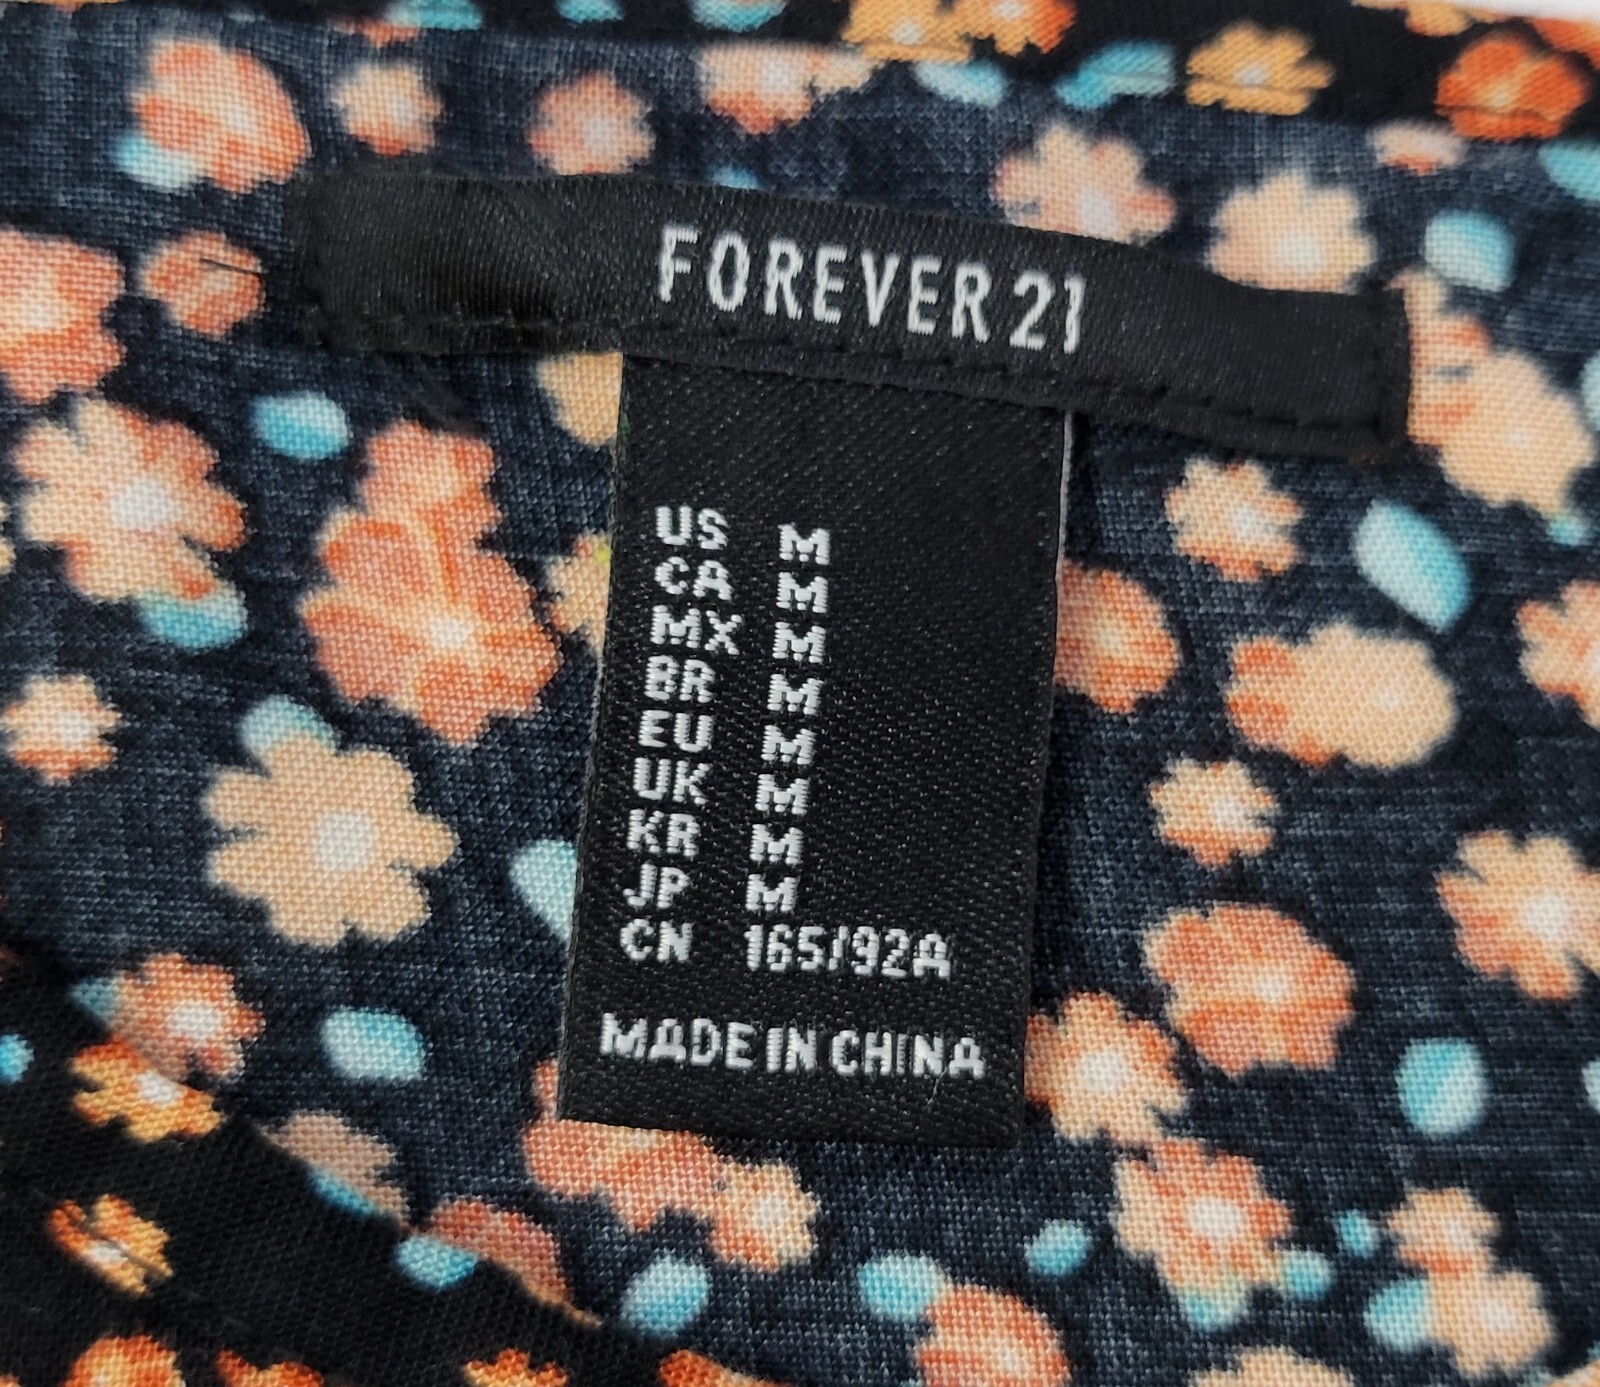 FOREVER 21
US M
CA M
MX M
BR M
EU M
UK M
KR M
JP M
CN 165/92A
MADE IN CHINA